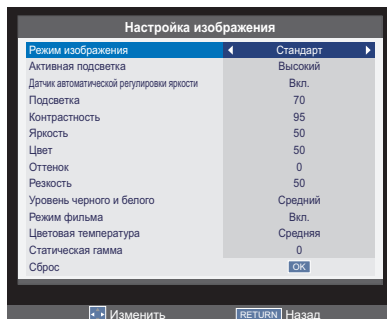 Настройка изображения
Режим изображения Стандарт
Активная подсветка Высокий
Датчик автоматической регулировки яркости Вкл.
Подсветка 70
Контрастность 95
Яркость 50
Цвет 50
Оттенок 0
Резкость 50
Уровень черного и белого Средний
Режим фильма Вкл.
Цветовая температура Средняя
Статическая гамма 0
Сброс OK
Изменить RETURN Назад